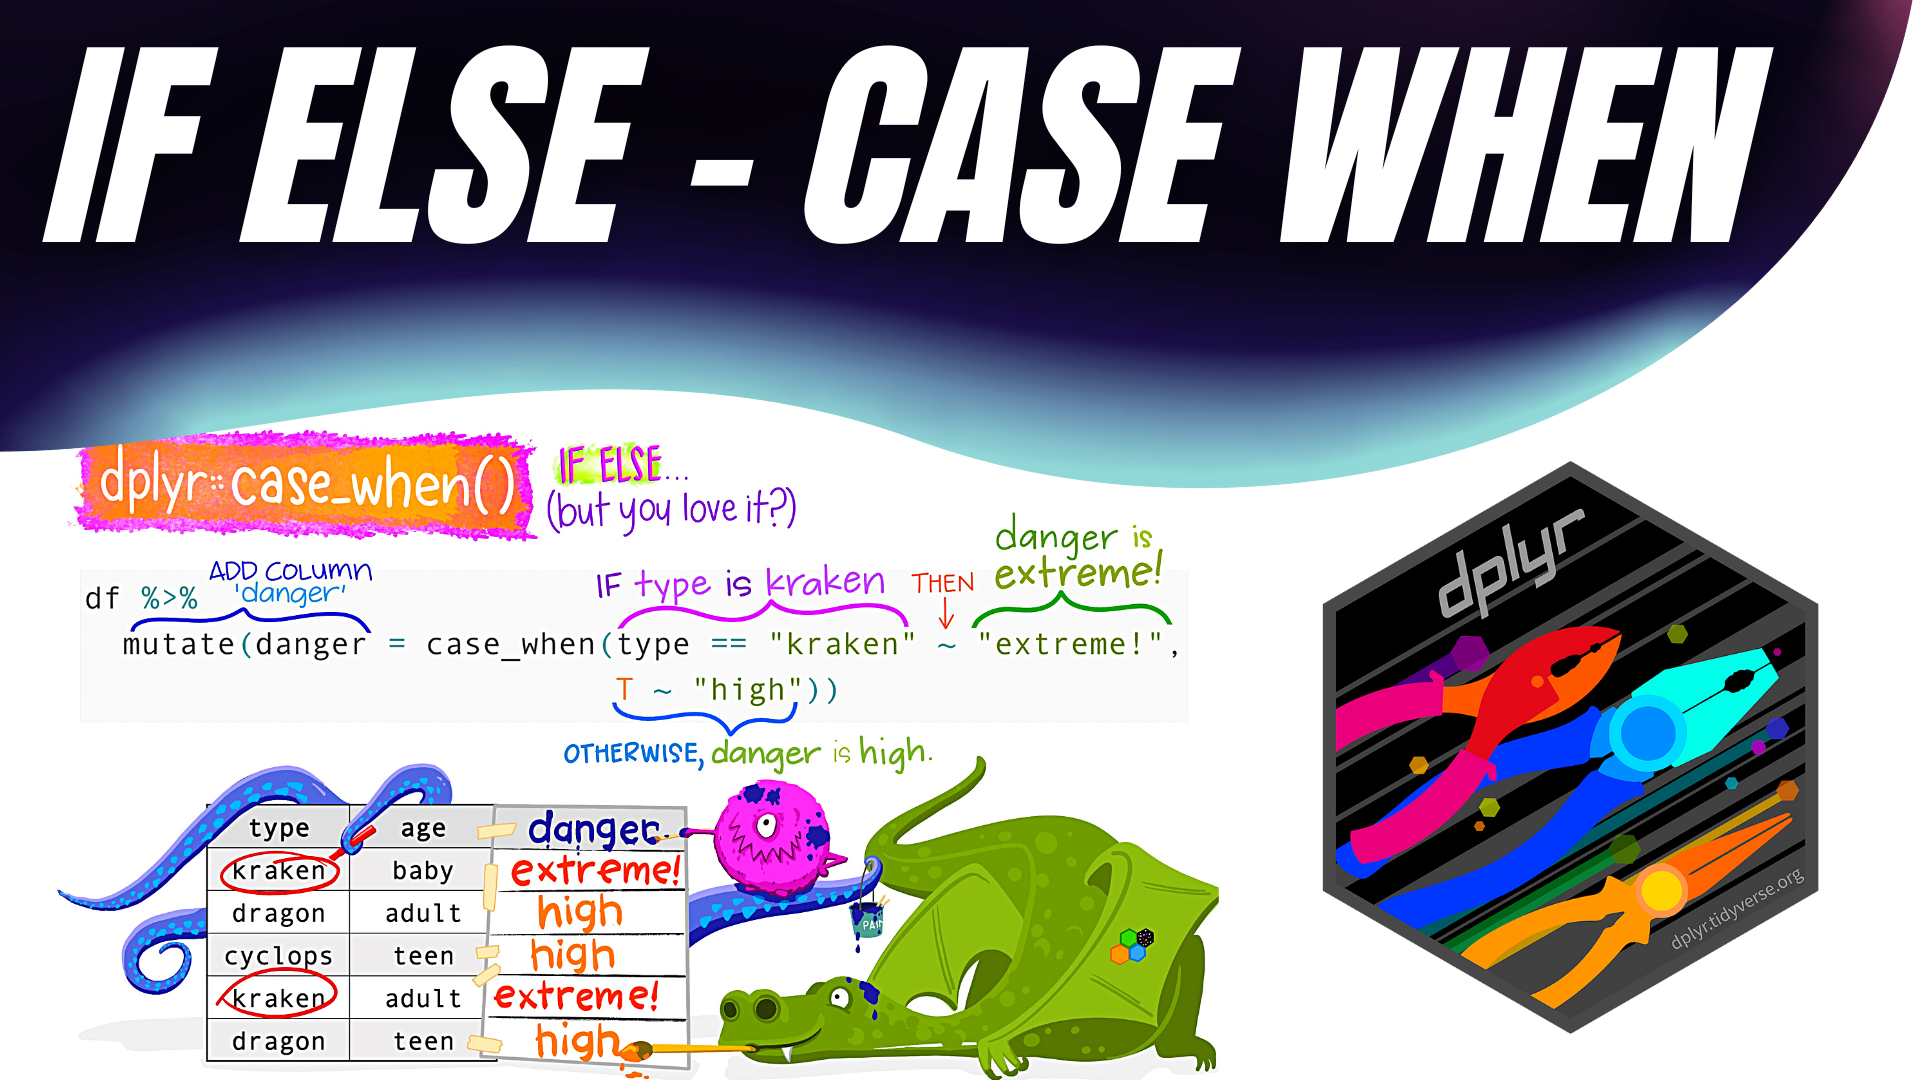 IF ELSE - CASE WHEN
dplyr::case_when()
IF ELSE...
(but you love it?)
danger is
extreme!
ADD COLUMN
'danger'
IF type is kraken
THEN
df %>%
mutate(danger = case_when(type == "kraken" ~ "extreme!",
T ~ "high"))
OTHERWISE, danger is high.
type age danger
kraken baby extreme!
dragon adult high
cyclops teen high
kraken adult extreme!
dragon teen high
dplyr
dplyr.tidyverse.org